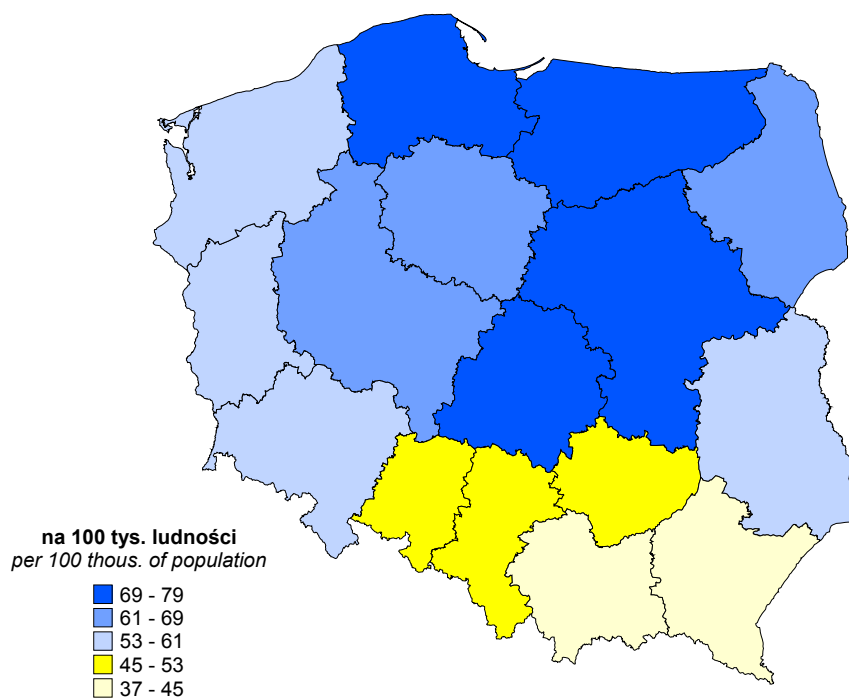 na 100 tys. ludności
per 100 thous. of population
69 - 79
61 - 69
53 - 61
45 - 53
37 - 45